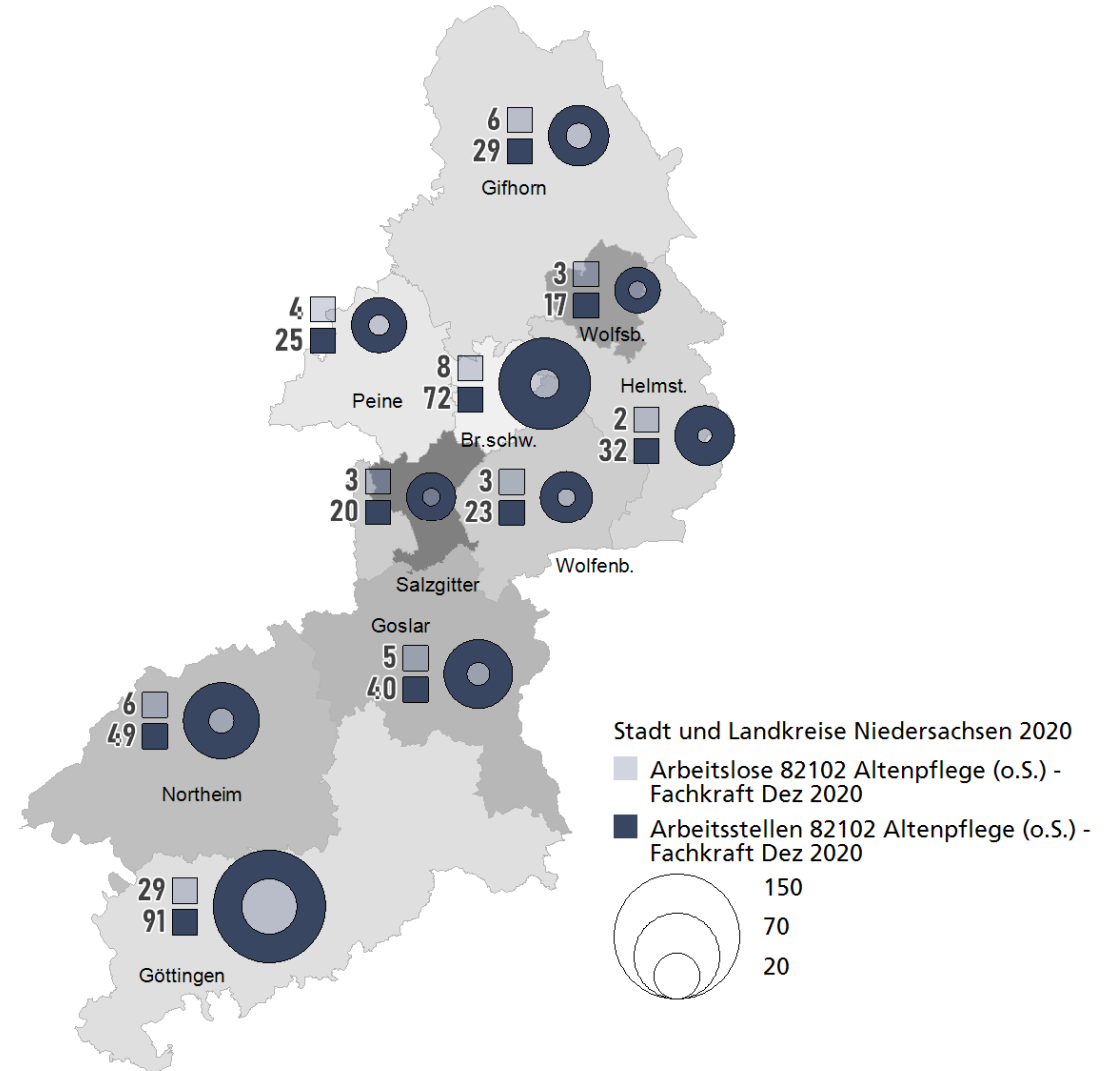 6
29
Gifhorn
3
17
Wolfsb.
4
25
Peine
8
72
Br.schw.
Helmst.
2
32
3
20
Salzgitter
3
23
Wolfenb.
Goslar
5
40
6
49
Northeim
29
91
Göttingen
Stadt und Landkreise Niedersachsen 2020
Arbeitslose 82102 Altenpflege (o.S.) -
Fachkraft Dez 2020
Arbeitsstellen 82102 Altenpflege (o.S.) -
Fachkraft Dez 2020
150
70
20